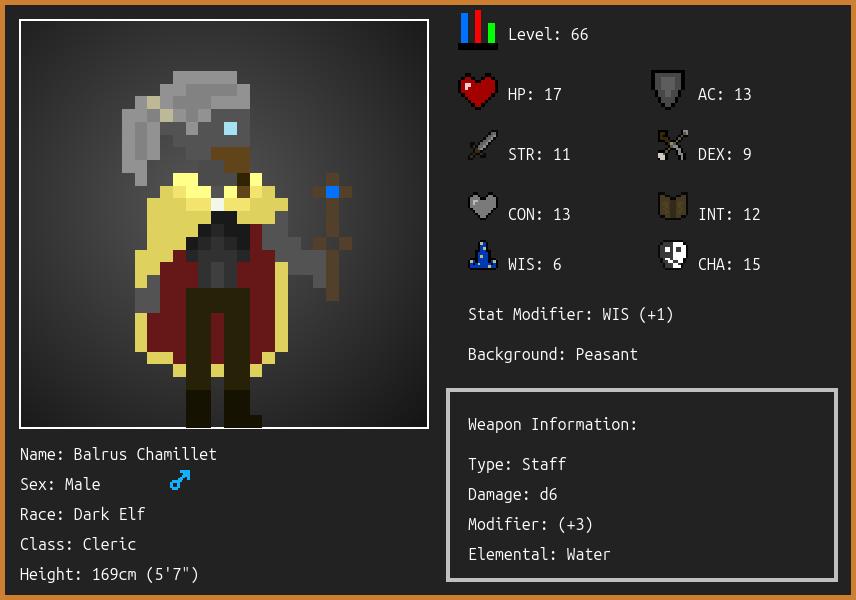 Level: 66
HP: 17
AC: 13
STR: 11
DEX: 9
CON: 13
INT: 12
WIS: 6
CHA: 15
Stat Modifier: WIS (+1)
Background: Peasant
Weapon Information:
Type: Staff
Damage: d6
Modifier: (+3)
Elemental: Water
Name: Balrus Chamillet
Sex: Male
Race: Dark Elf
Class: Cleric
Height: 169cm (5'7")